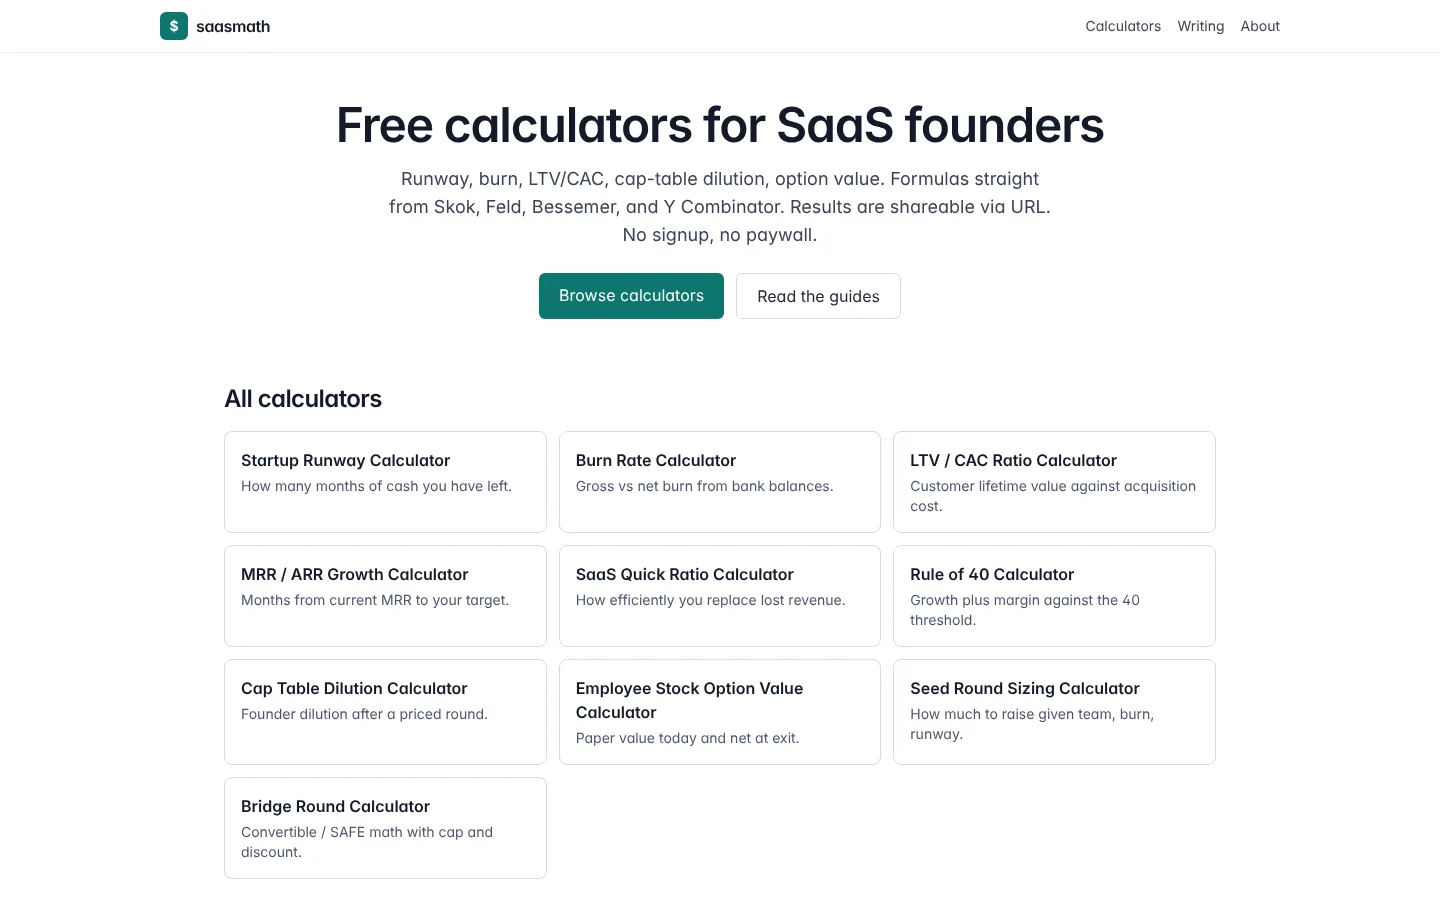 $ saasmath
Calculators Writing About
Free calculators for SaaS founders
Runway, burn, LTV/CAC, cap-table dilution, option value. Formulas straight
from Skok, Feld, Bessemer, and Y Combinator. Results are shareable via URL.
No signup, no paywall.
Browse calculators
Read the guides
All calculators
Startup Runway Calculator
How many months of cash you have left.
Burn Rate Calculator
Gross vs net burn from bank balances.
LTV / CAC Ratio Calculator
Customer lifetime value against acquisition
cost.
MRR / ARR Growth Calculator
Months from current MRR to your target.
SaaS Quick Ratio Calculator
How efficiently you replace lost revenue.
Rule of 40 Calculator
Growth plus margin against the 40
threshold.
Cap Table Dilution Calculator
Founder dilution after a priced round.
Employee Stock Option Value
Calculator
Paper value today and net at exit.
Seed Round Sizing Calculator
How much to raise given team, burn,
runway.
Bridge Round Calculator
Convertible / SAFE math with cap and
discount.